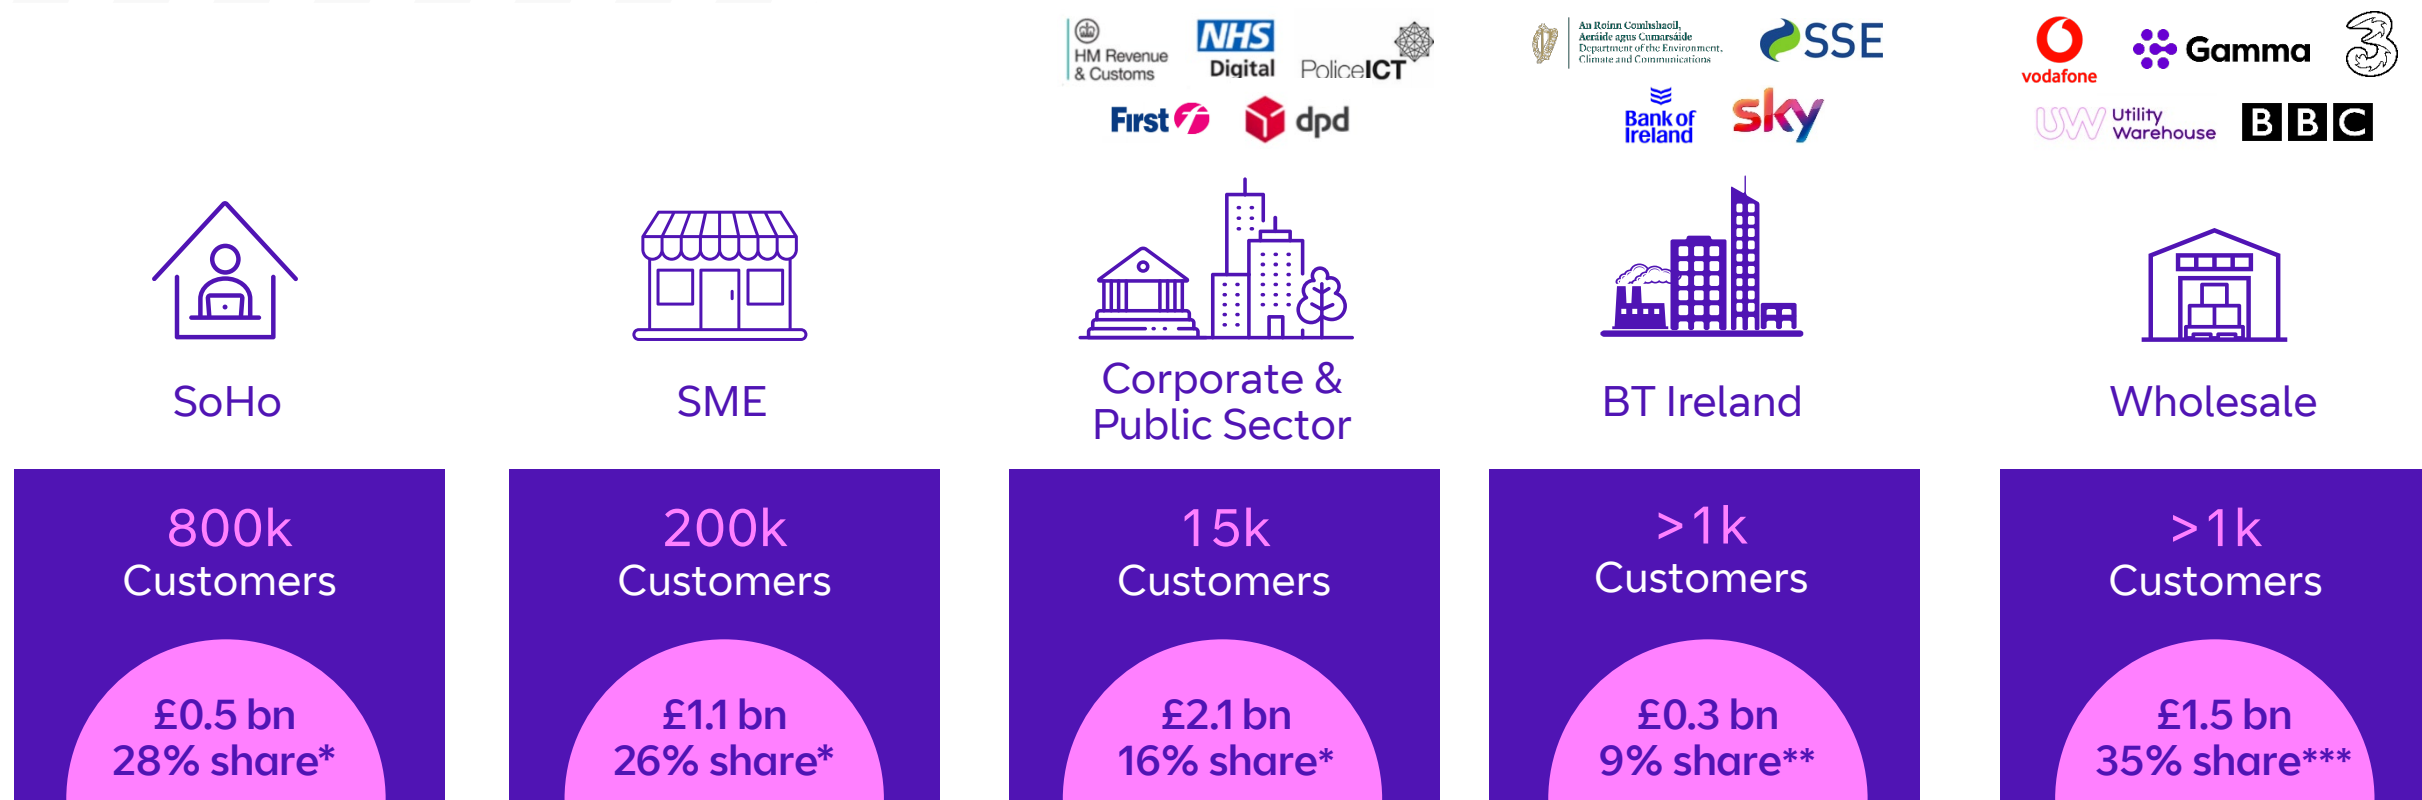 HM Revenue
& Customs
NHS
Digital
PoliceICT
First
dpd
An Roinn Comhshaoil,
Aeráide agus Cumarsáide
Department of the Environment,
Climate and Communications
SSE
Bank of
Ireland
sky
vodafone
Gamma
3
UW Utility
Warehouse
BBC
SoHo
SME
Corporate &
Public Sector
BT Ireland
Wholesale
800k
Customers
£0.5 bn
28% share*
200k
Customers
£1.1 bn
26% share*
15k
Customers
£2.1 bn
16% share*
>1k
Customers
£0.3 bn
9% share**
>1k
Customers
£1.5 bn
35% share***